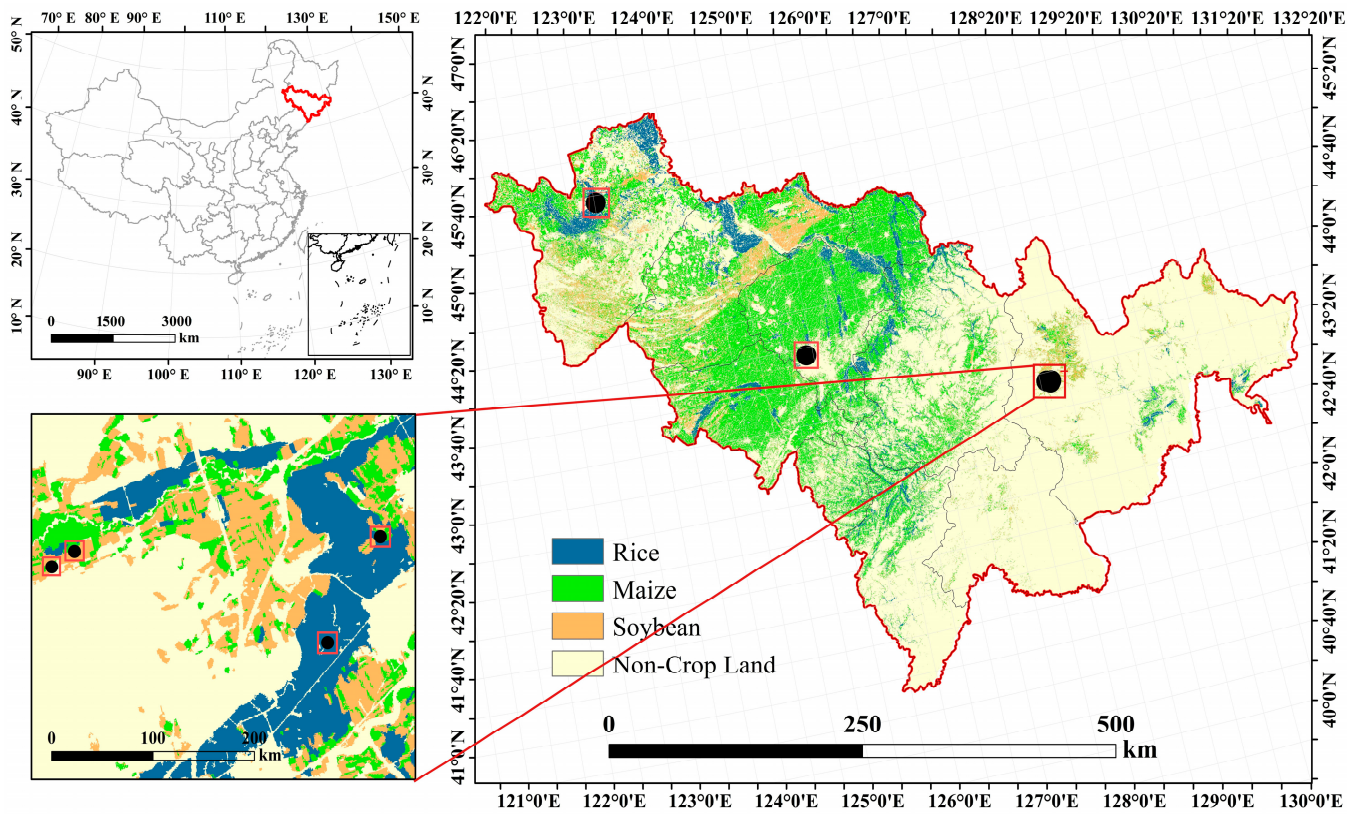 70° E 80° E 90° E 100° E 110° E 120° E 130° E 150° E
50° N
40° N
30° N
20° N
10° N
40° N
30° N
20° N
10° N
0 1500 3000
km
90° E 100° E 110° E 120° E 130° E
122°0'E 123°0'E 124°0'E 126°0'E 127°0'E 128°20'E 129°20'E 130°20'E 131°20'E 132°20'E
47°0'N
46°20'N
45°40'N
45°0'N
44°20'N
43°40'N
43°0'N
42°20'N
41°40'N
41°0'N
45°20'N
44°40'N
44°0'N
43°20'N
42°40'N
42°0'N
41°20'N
40°40'N
40°0'N
Rice
Maize
Soybean
Non-Crop Land
0 250 500
km
0 100 200
km
121°0'E 122°0'E 123°0'E 124°0'E 125°0'E 126°0'E 127°0'E 128°0'E 129°0'E 130°0'E